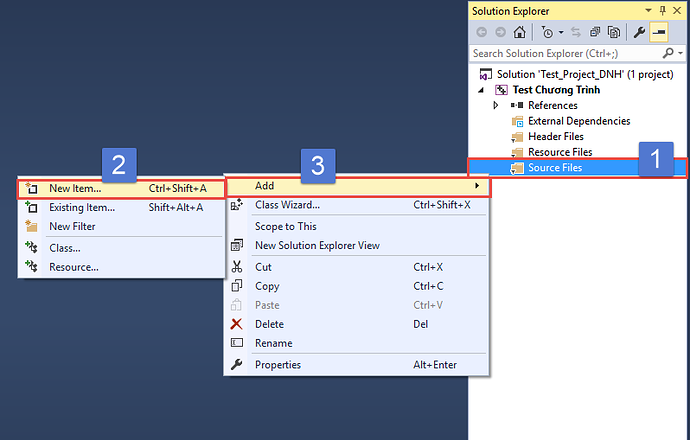 Solution Explorer
Search Solution Explorer (Ctrl+;)
Solution 'Test_Project_DNH' (1 project)
Test Chương Trình
References
External Dependencies
Header Files
Resource Files
Source Files
1
2
New Item... Ctrl+Shift+A
Existing Item... Shift+Alt+A
New Filter
Class...
Resource...
3
Add
Class Wizard... Ctrl+Shift+X
Scope to This
New Solution Explorer View
Cut Ctrl+X
Copy Ctrl+C
Paste Ctrl+V
Delete Del
Rename
Properties Alt+Enter